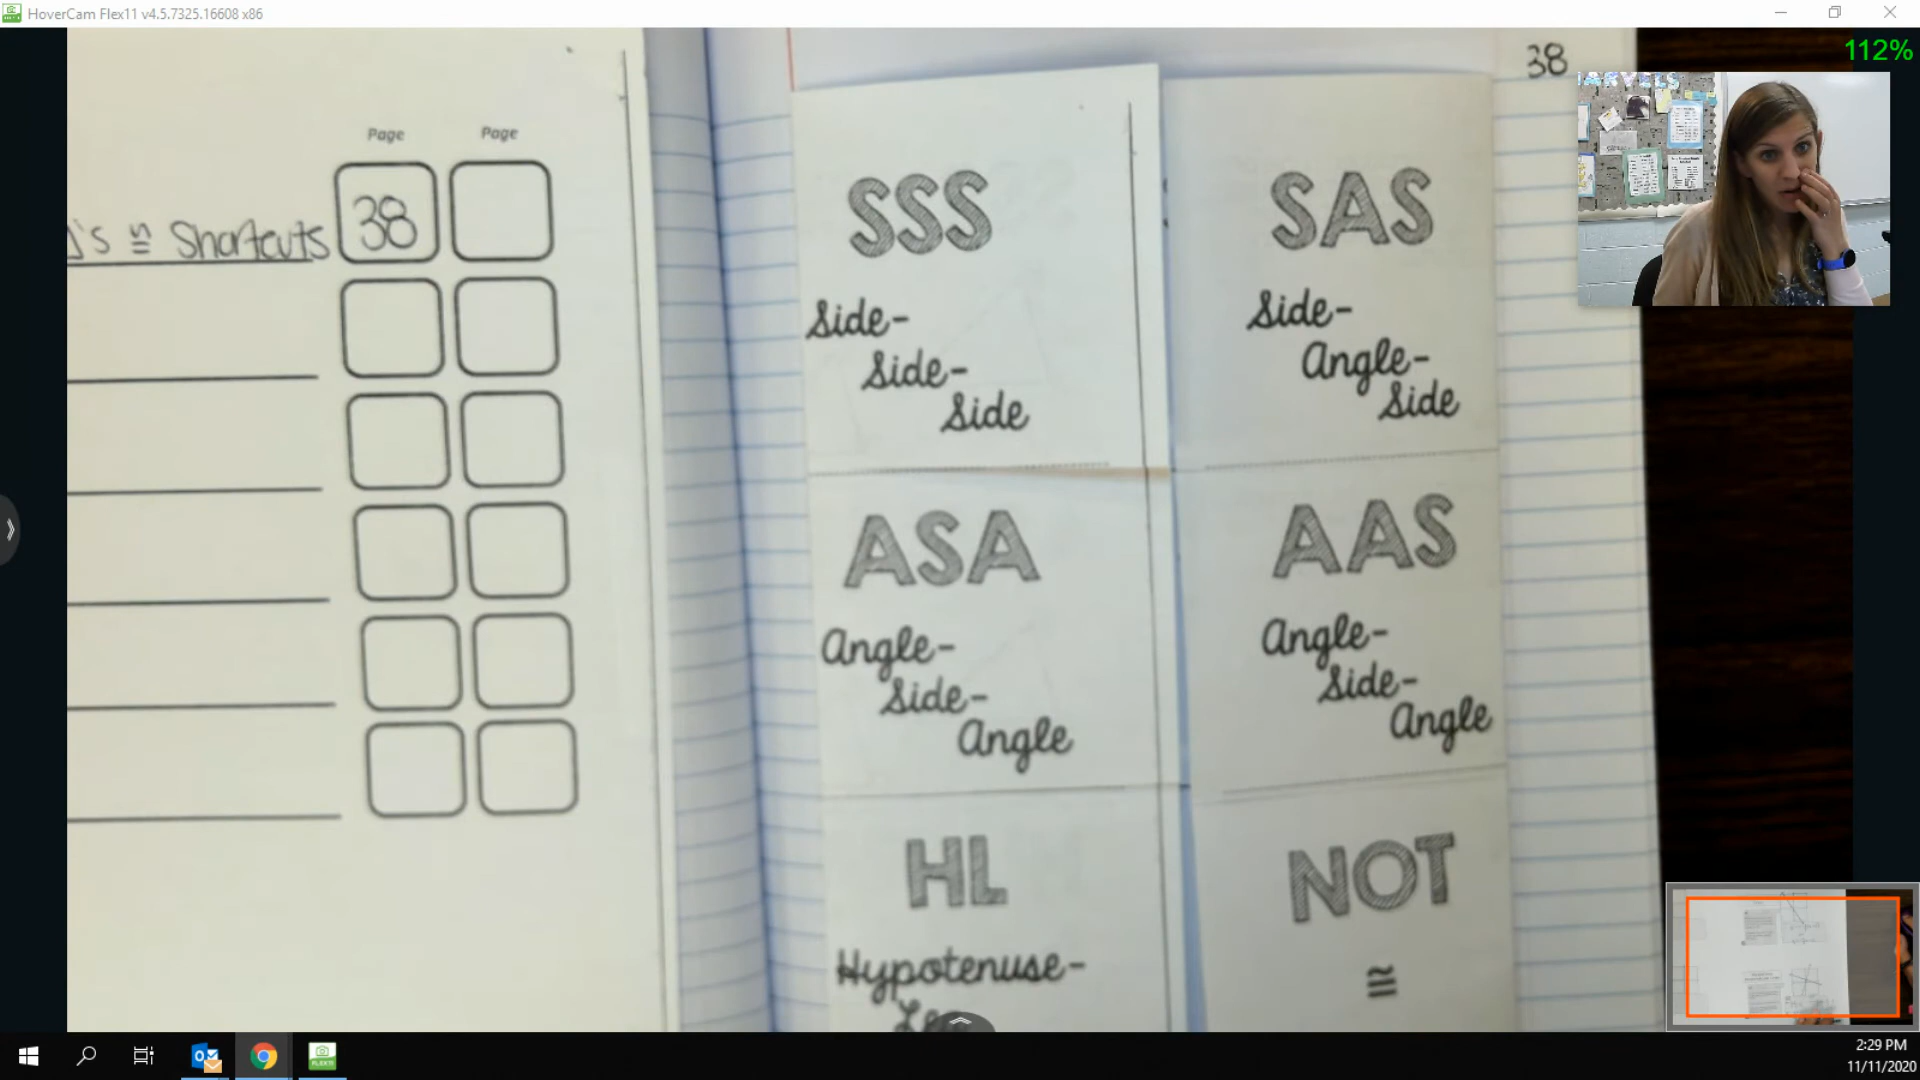 HoverCam Flex11 v4.5.7325.16608 x86
112%
38
Page Page
's ≅ Shortcuts 38
SSS
Side-
Side-
Side
SAS
Side-
Angle-
Side
ASA
Angle-
Side-
Angle
AAS
Angle-
Side-
Angle
HL
Hypotenuse-
NOT
≅
2:29 PM
11/11/2020